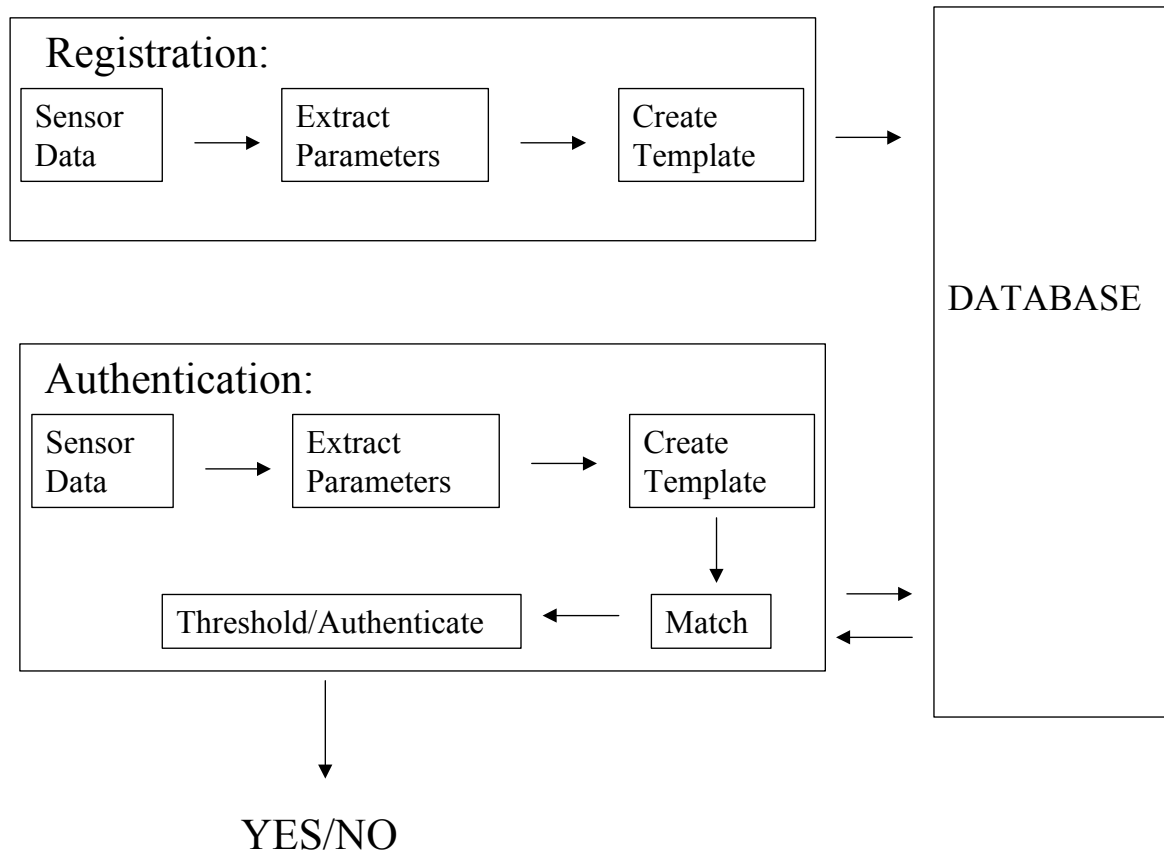 Registration:
Sensor
Data
Extract
Parameters
Create
Template
DATABASE
Authentication:
Sensor
Data
Extract
Parameters
Create
Template
Threshold/Authenticate
Match
YES/NO